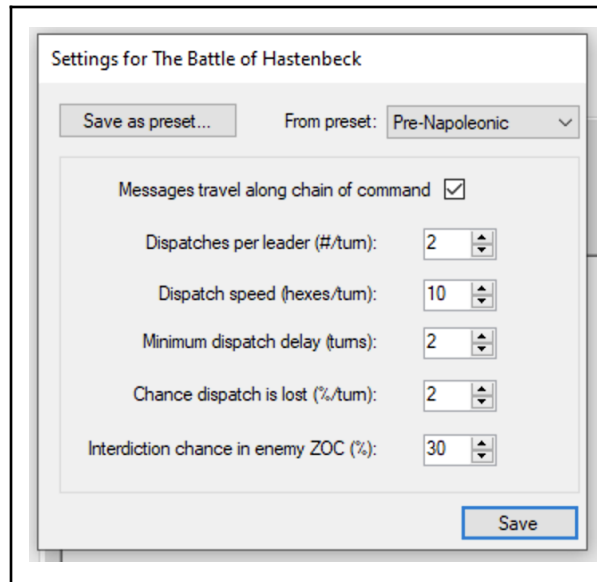 Settings for The Battle of Hastenbeck
Save as preset... From preset: Pre-Napoleonic
Messages travel along chain of command
Dispatches per leader (#/turn): 2
Dispatch speed (hexes/turn): 10
Minimum dispatch delay (turns): 2
Chance dispatch is lost (%/turn): 2
Interdiction chance in enemy ZOC (%): 30
Save